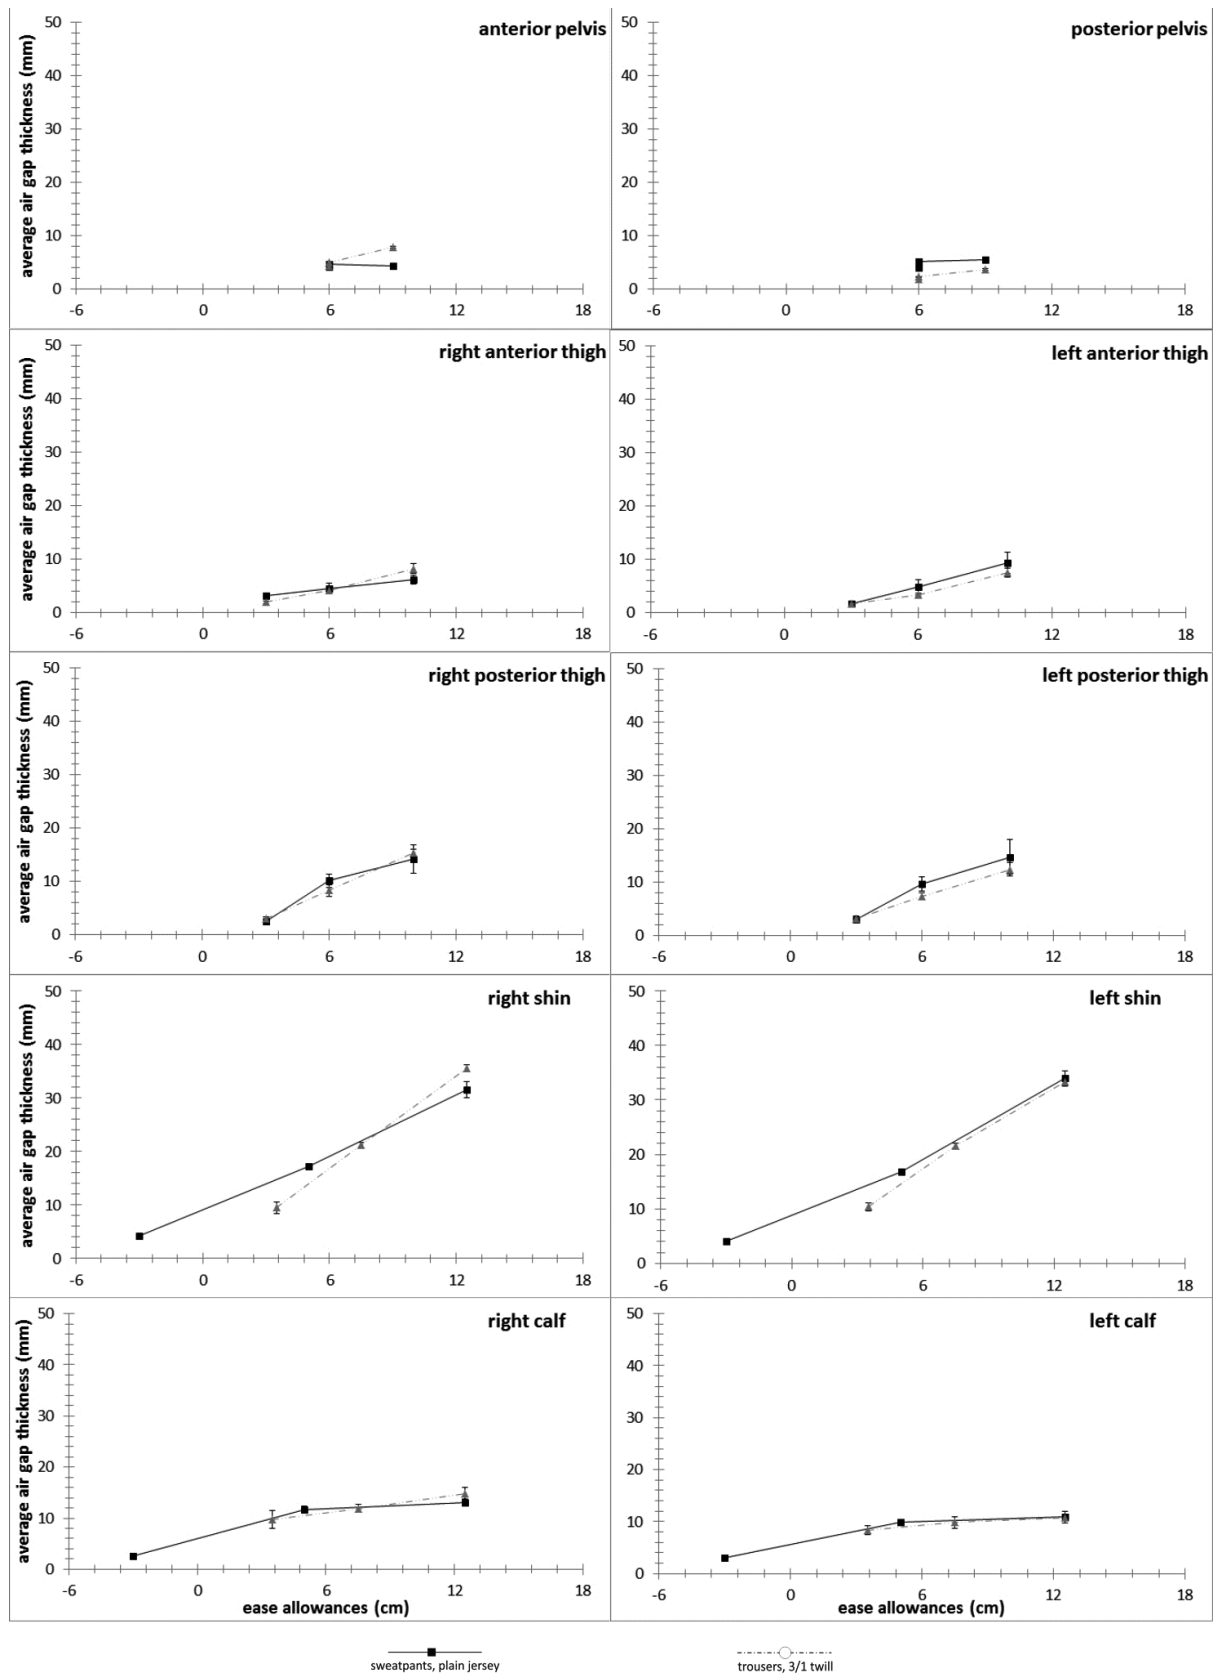 anterior pelvis
average air gap thickness (mm)
50
40
30
20
10
0
-6 0 6 12 18
posterior pelvis
50
40
30
20
10
0
-6 0 6 12 18
right anterior thigh
average air gap thickness (mm)
50
40
30
20
10
0
-6 0 6 12 18
left anterior thigh
50
40
30
20
10
0
-6 0 6 12 18
right posterior thigh
average air gap thickness (mm)
50
40
30
20
10
0
-6 0 6 12 18
left posterior thigh
50
40
30
20
10
0
-6 0 6 12 18
right shin
average air gap thickness (mm)
50
40
30
20
10
0
-6 0 6 12 18
left shin
50
40
30
20
10
0
-6 0 6 12 18
right calf
average air gap thickness (mm)
50
40
30
20
10
0
-6 0 6 12 18
ease allowances (cm)
left calf
50
40
30
20
10
0
-6 0 6 12 18
ease allowances (cm)
sweatpants, plain jersey
trousers, 3/1 twill